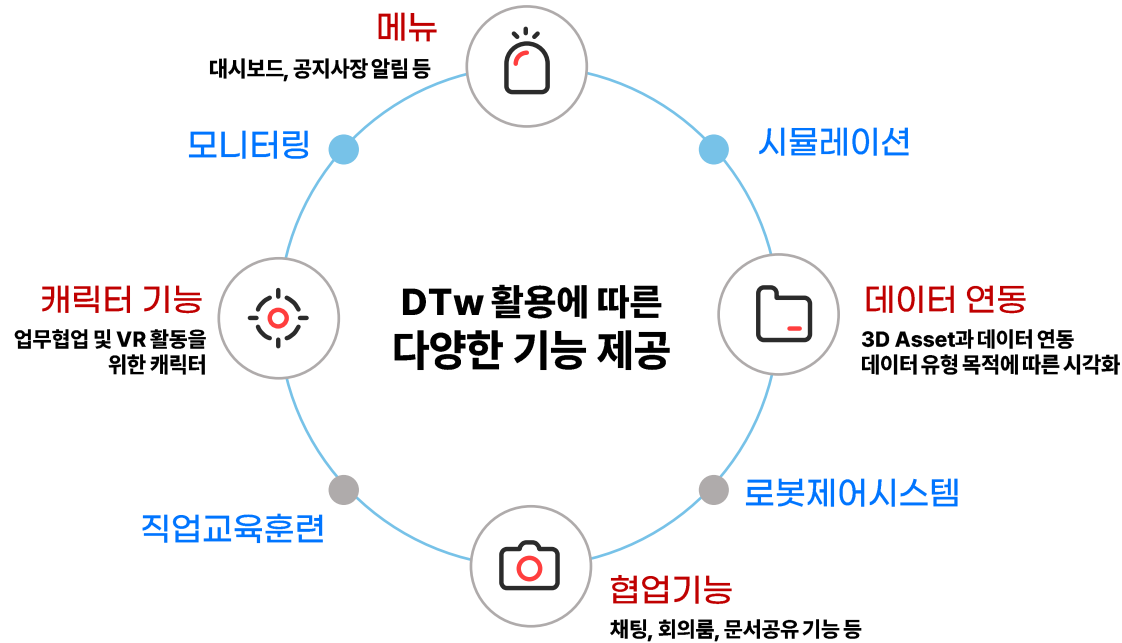 메뉴
대시보드, 공지사장 알림 등
모니터링
시뮬레이션
캐릭터 기능
업무협업 및 VR 활동을
위한 캐릭터
DTw 활용에 따른
다양한 기능 제공
데이터 연동
3D Asset과 데이터 연동
데이터 유형 목적에 따른 시각화
직업교육훈련
로봇제어시스템
협업기능
채팅, 회의룸, 문서공유 기능 등